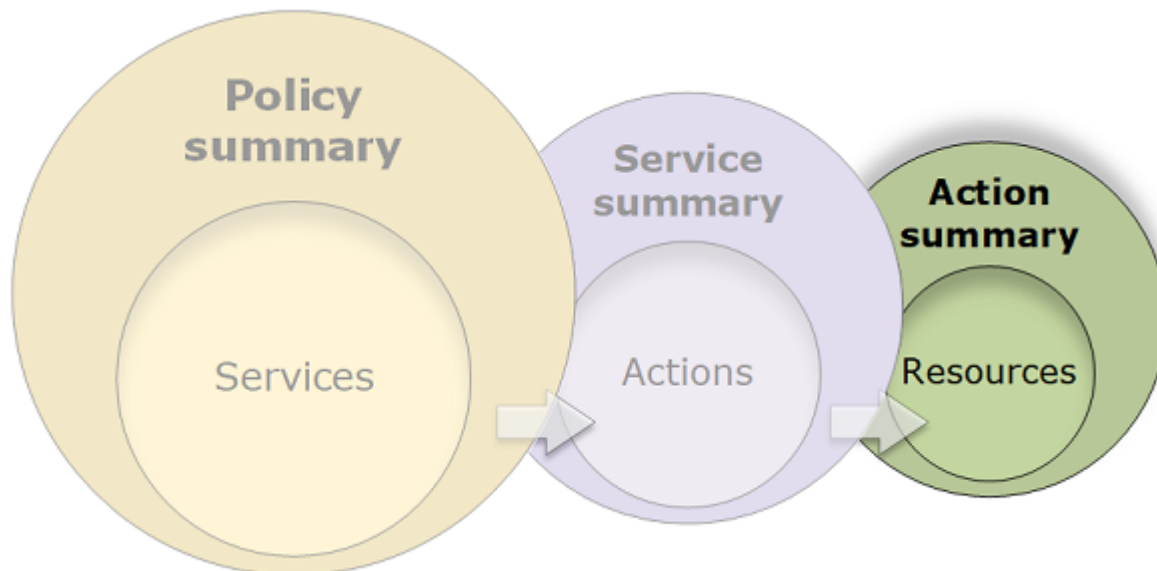 Policy
summary
Services
Service
summary
Actions
Action
summary
Resources